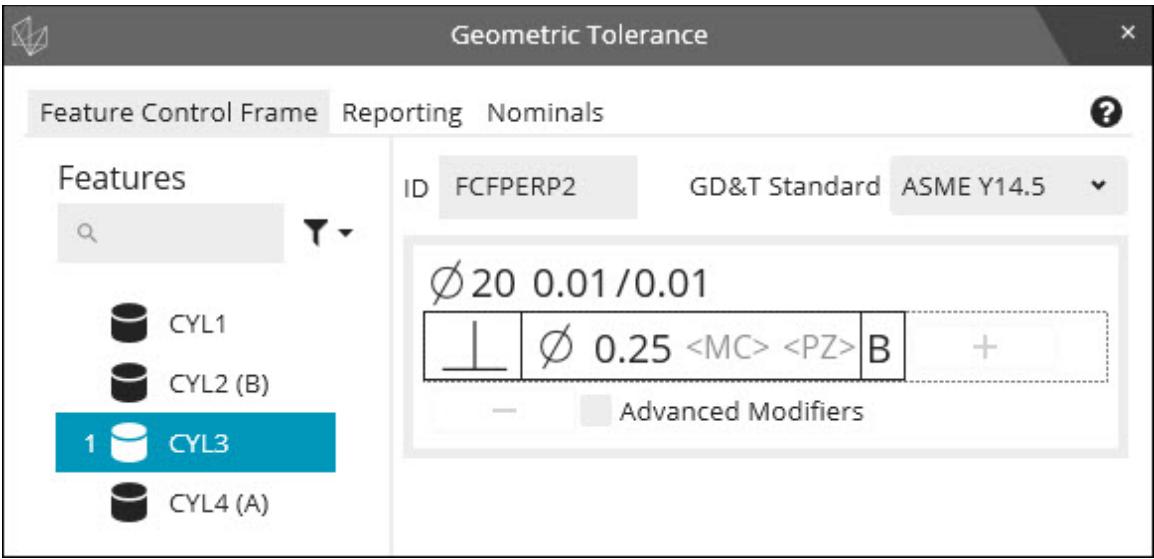 Geometric Tolerance ×
Feature Control Frame Reporting Nominals ?
Features
ID FCFPERP2 GD&T Standard ASME Y14.5
∅ 20 0.01/0.01
⊥ ∅ 0.25 <MC> <PZ> B +
— Advanced Modifiers
CYL1
CYL2 (B)
1 CYL3
CYL4 (A)